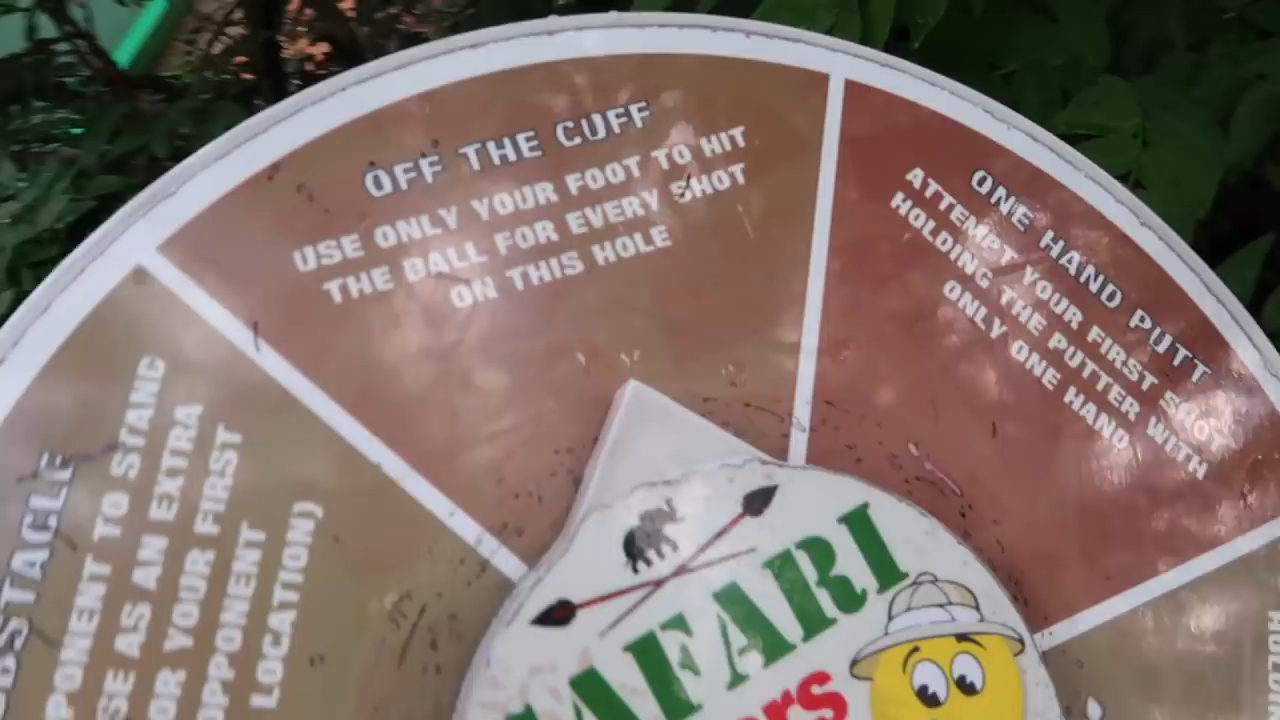 OFF THE CUFF
USE ONLY YOUR FOOT TO HIT
THE BALL FOR EVERY SHOT
ON THIS HOLE
ONE HAND PUTT
ATTEMPT YOUR FIRST SHOT
HOLDING THE PUTTER WITH
ONLY ONE HAND
BSTACLE
PPONENT TO STAND
SE AS AN EXTRA
OR YOUR FIRST
OPPONENT
LOCATION)
AFARI
ers